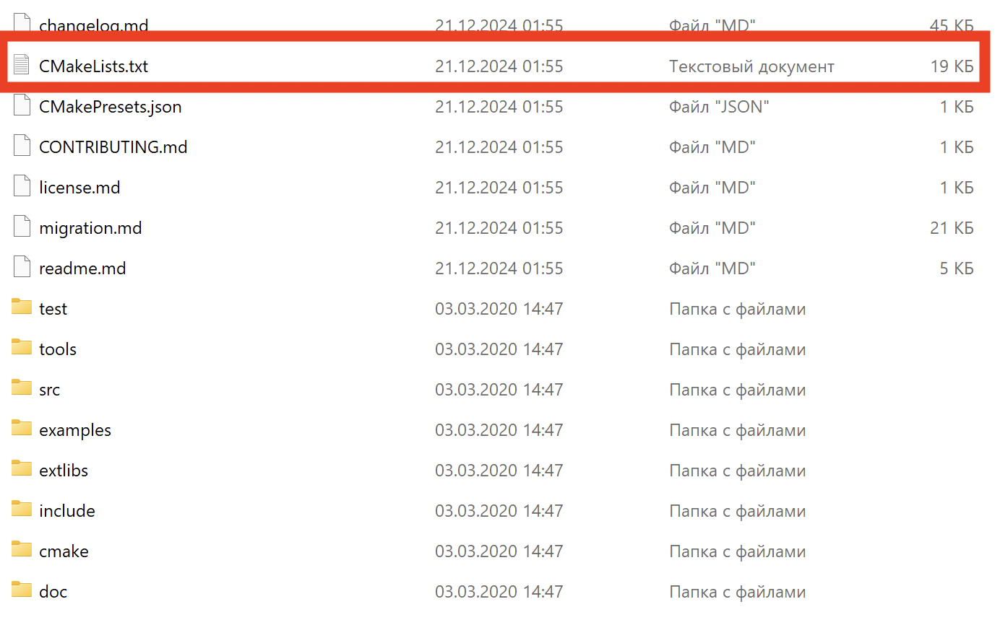 changelog.md 21.12.2024 01:55 Файл "MD" 45 КБ
CMakeLists.txt 21.12.2024 01:55 Текстовый документ 19 КБ
CMakePresets.json 21.12.2024 01:55 Файл "JSON" 1 КБ
CONTRIBUTING.md 21.12.2024 01:55 Файл "MD" 1 КБ
license.md 21.12.2024 01:55 Файл "MD" 1 КБ
migration.md 21.12.2024 01:55 Файл "MD" 21 КБ
readme.md 21.12.2024 01:55 Файл "MD" 5 КБ
test 03.03.2020 14:47 Папка с файлами
tools 03.03.2020 14:47 Папка с файлами
src 03.03.2020 14:47 Папка с файлами
examples 03.03.2020 14:47 Папка с файлами
extlibs 03.03.2020 14:47 Папка с файлами
include 03.03.2020 14:47 Папка с файлами
cmake 03.03.2020 14:47 Папка с файлами
doc 03.03.2020 14:47 Папка с файлами